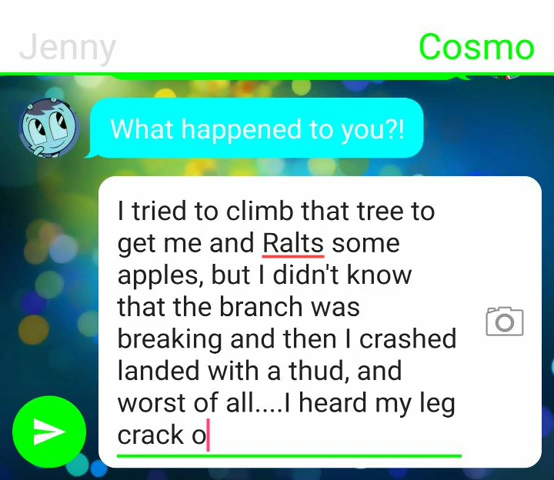 Jenny Cosmo
What happened to you?!
I tried to climb that tree to
get me and Ralts some
apples, but I didn't know
that the branch was
breaking and then I crashed
landed with a thud, and
worst of all....I heard my leg
crack o